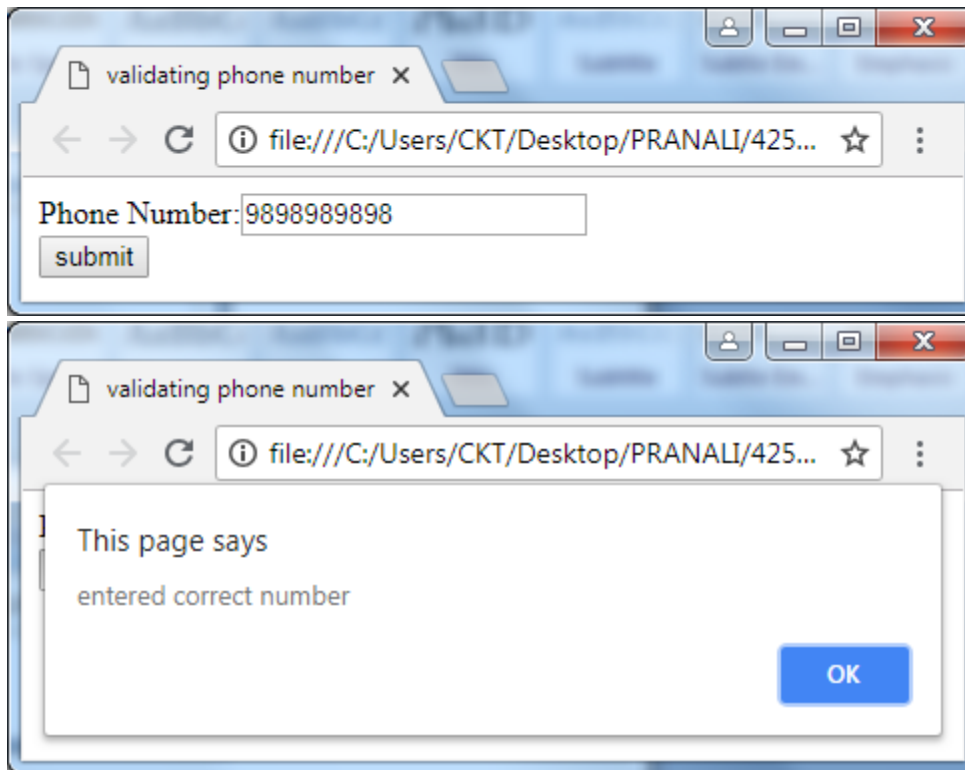 validating phone number
file:///C:/Users/CKT/Desktop/PRANALI/425...
Phone Number:9898989898
submit
validating phone number
file:///C:/Users/CKT/Desktop/PRANALI/425...
This page says
entered correct number
OK